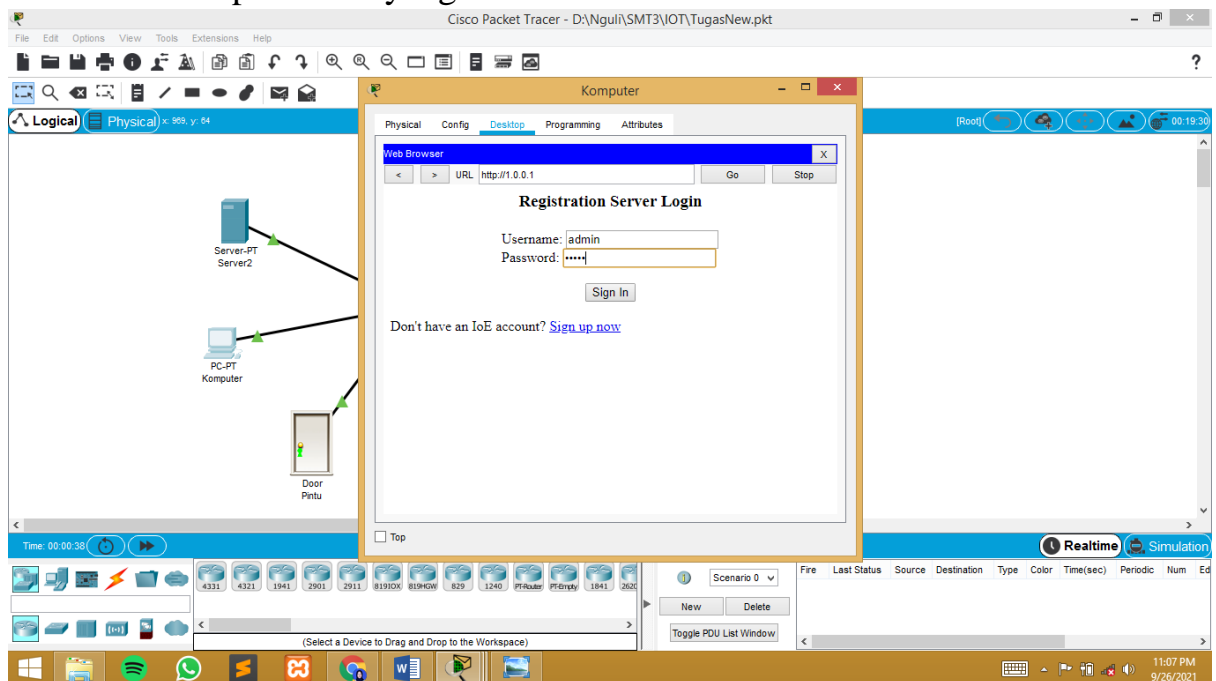 Cisco Packet Tracer - D:\Nguli\SMT3\IOT\TugasNew.pkt
File Edit Options View Tools Extensions Help
?
Logical Physical x: 969, y: 64 [Root] 00:19:30
Komputer
Physical Config Desktop Programming Attributes
Web Browser X
< > URL http://1.0.0.1 Go Stop
Registration Server Login
Username: admin
Password: •••••
Sign In
Don't have an IoE account? Sign up now
Server-PT
Server2
PC-PT
Komputer
Door
Pintu
Top
Time: 00:00:38 Realtime Simulation
4331 4321 1941 2901 2911 819IOX 819HGW 829 1240 PT-Router PT-Empty 1841 262
(Select a Device to Drag and Drop to the Workspace)
Scenario 0
New Delete
Toggle PDU List Window
Fire Last Status Source Destination Type Color Time(sec) Periodic Num Ed
11:07 PM
9/26/2021